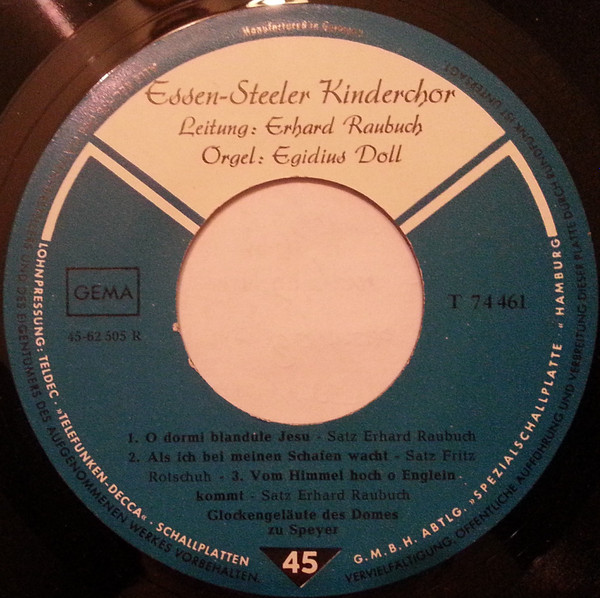 Manufactured in Germany
Essen-Steeler Kinderchor
Leitung: Erhard Raubuch
Orgel: Egidius Doll
GEMA
45-62 505 R
T 74 461
1. O dormi blandule Jesu - Satz Erhard Raubuch
2. Als ich bei meinen Schafen wacht - Satz Fritz
Rotschuh - 3. Vom Himmel hoch o Englein
kommt - Satz Erhard Raubuch
Glockengeläute des Domes
zu Speyer
45
LOHNPRESSUNG: TELDEC · »TELEFUNKEN-DECCA« · SCHALLPLATTEN
G.M.B.H. ABTLG. »SPEZIALSCHALLPLATTE« HAMBURG
UND DES EIGENTÜMERS DES AUFGENOMMENEN WERKES VORBEHALTEN.
VERVIELFÄLTIGUNG, ÖFFENTLICHE AUFFÜHRUNG UND VERBREITUNG DIESER PLATTE DURCH RUNDFUNK IST UNTERSAGT